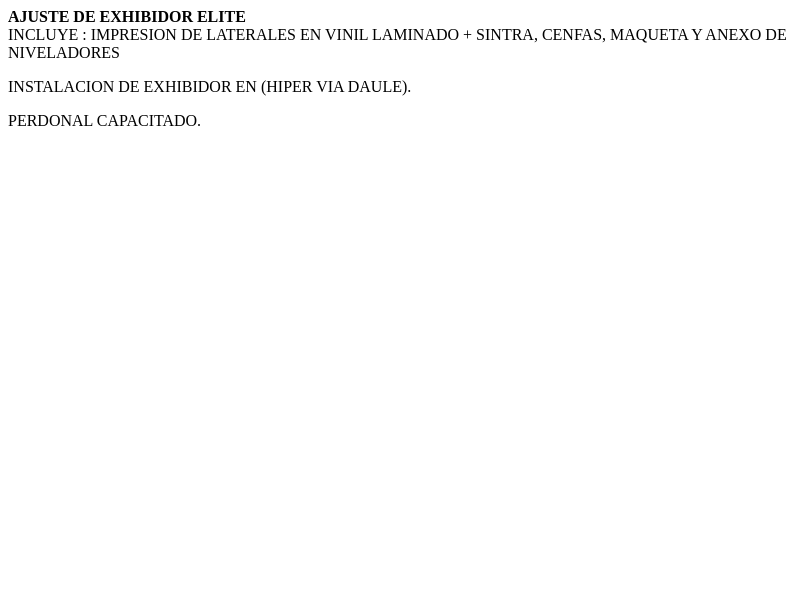 AJUSTE DE EXHIBIDOR ELITE
INCLUYE : IMPRESION DE LATERALES EN VINIL LAMINADO + SINTRA, CENFAS, MAQUETA Y ANEXO DE
NIVELADORES
INSTALACION DE EXHIBIDOR EN (HIPER VIA DAULE).
PERDONAL CAPACITADO.